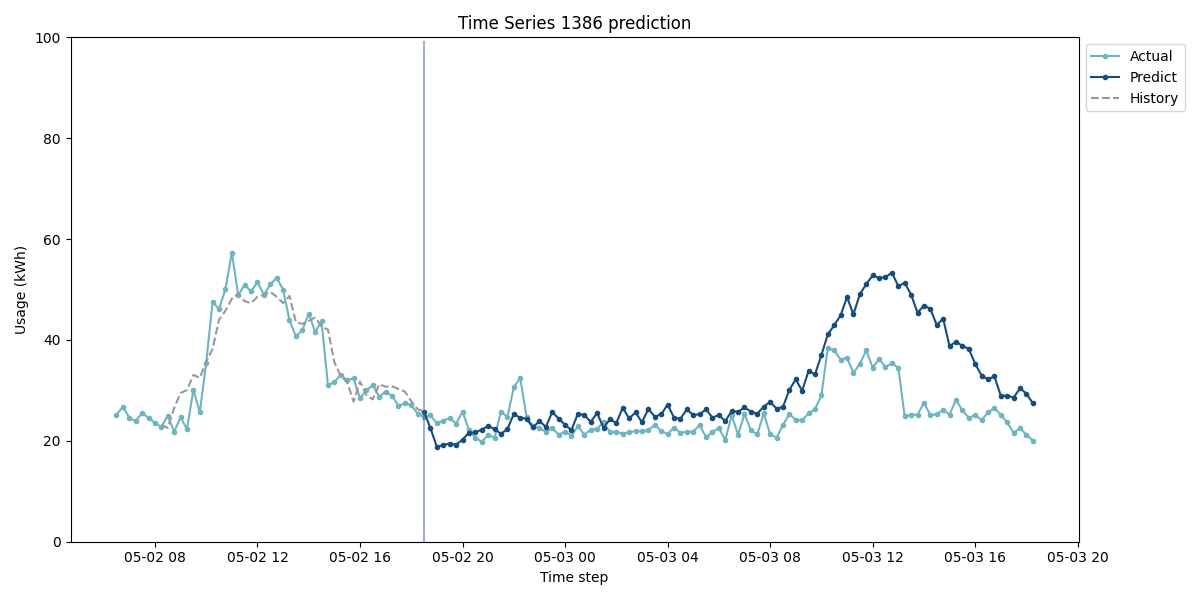 Time Series 1386 prediction
100
80
60
40
20
0
Usage (kWh)
05-02 08
05-02 12
05-02 16
05-02 20
05-03 00
05-03 04
05-03 08
05-03 12
05-03 16
05-03 20
Time step
Actual
Predict
History